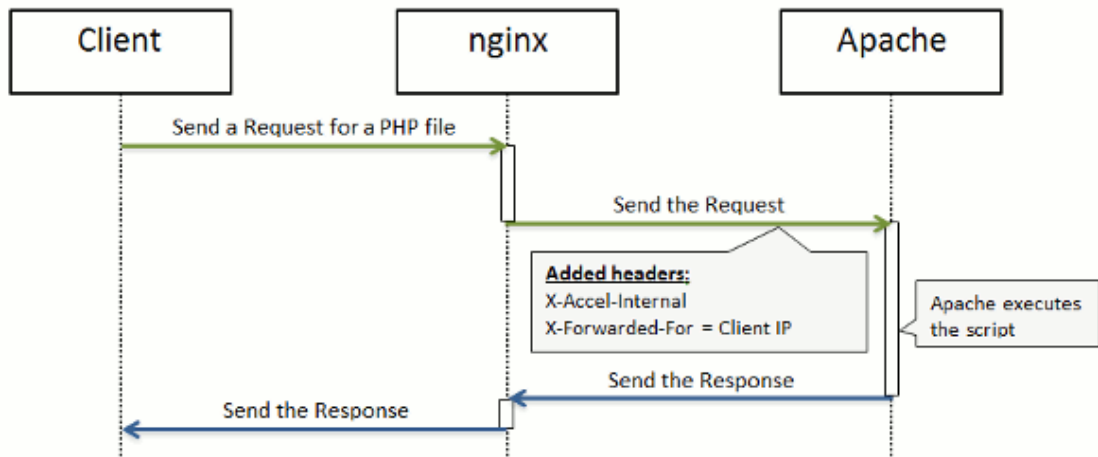 Client
nginx
Apache
Send a Request for a PHP file
Send the Request
Added headers:
X-Accel-Internal
X-Forwarded-For = Client IP
Apache executes
the script
Send the Response
Send the Response